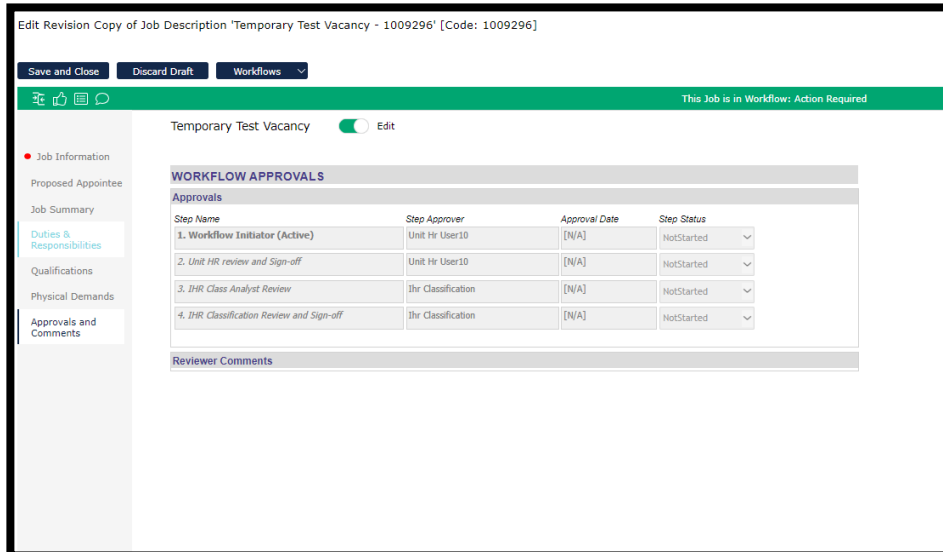 Edit Revision Copy of Job Description 'Temporary Test Vacancy - 1009296' [Code: 1009296]
Save and Close Discard Draft Workflows
This Job is in Workflow: Action Required
Temporary Test Vacancy Edit
Job Information
Proposed Appointee
Job Summary
Duties &
Responsibilities
Qualifications
Physical Demands
Approvals and
Comments
WORKFLOW APPROVALS
Approvals
Step Name Step Approver Approval Date Step Status
1. Workflow Initiator (Active) Unit Hr User10 [N/A] NotStarted
2. Unit HR review and Sign-off Unit Hr User10 [N/A] NotStarted
3. IHR Class Analyst Review Ihr Classification [N/A] NotStarted
4. IHR Classification Review and Sign-off Ihr Classification [N/A] NotStarted
Reviewer Comments